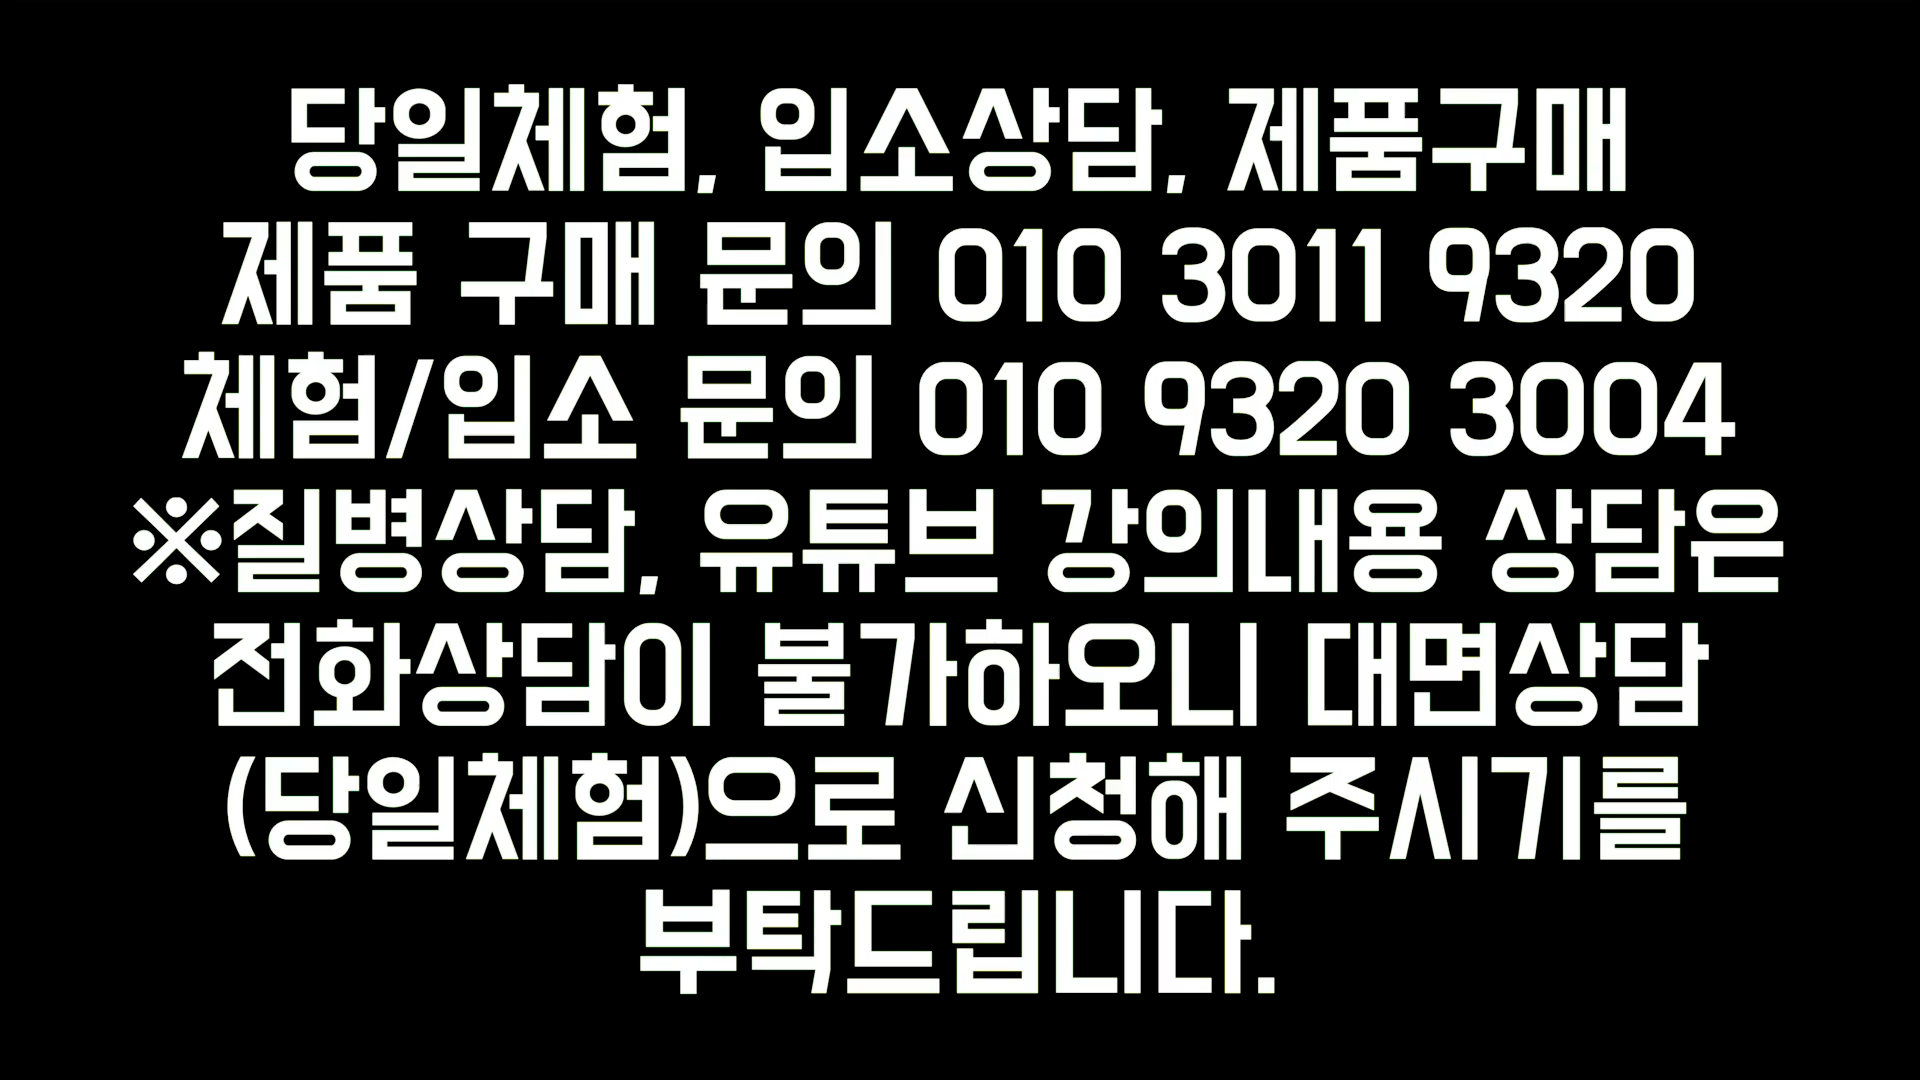 당일체험, 입소상담, 제품구매
제품 구매 문의 010 3011 9320
체험/입소 문의 010 9320 3004
※질병상담, 유튜브 강의내용 상담은
전화상담이 불가하오니 대면상담
(당일체험)으로 신청해 주시기를
부탁드립니다.